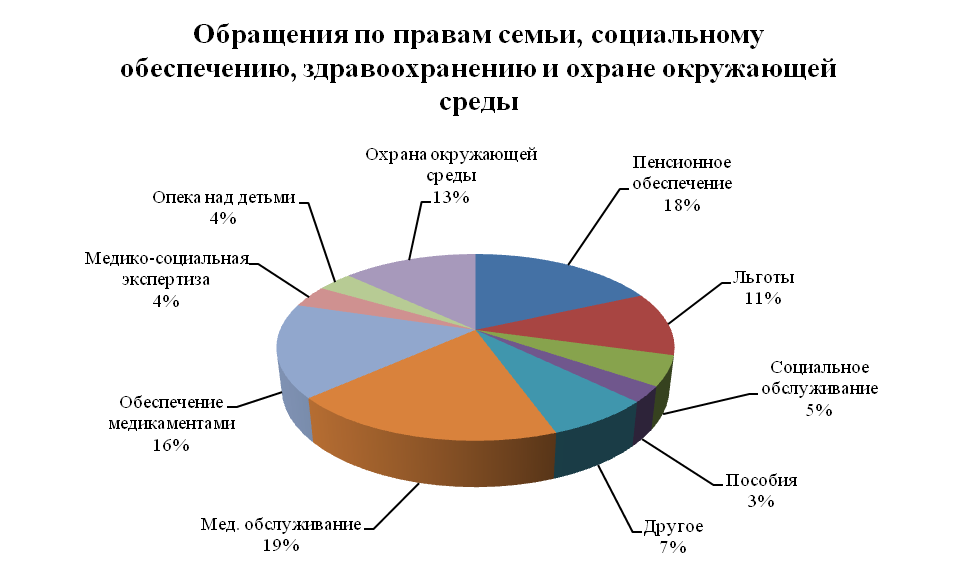 Обращения по правам семьи, социальному
обеспечению, здравоохранению и охране окружающей
среды
Охрана окружающей
среды
13%
Пенсионное
обеспечение
18%
Опека над детьми
4%
Медико-социальная
экспертиза
4%
Льготы
11%
Социальное
обслуживание
5%
Обеспечение
медикаментами
16%
Пособия
3%
Мед. обслуживание
19%
Другое
7%